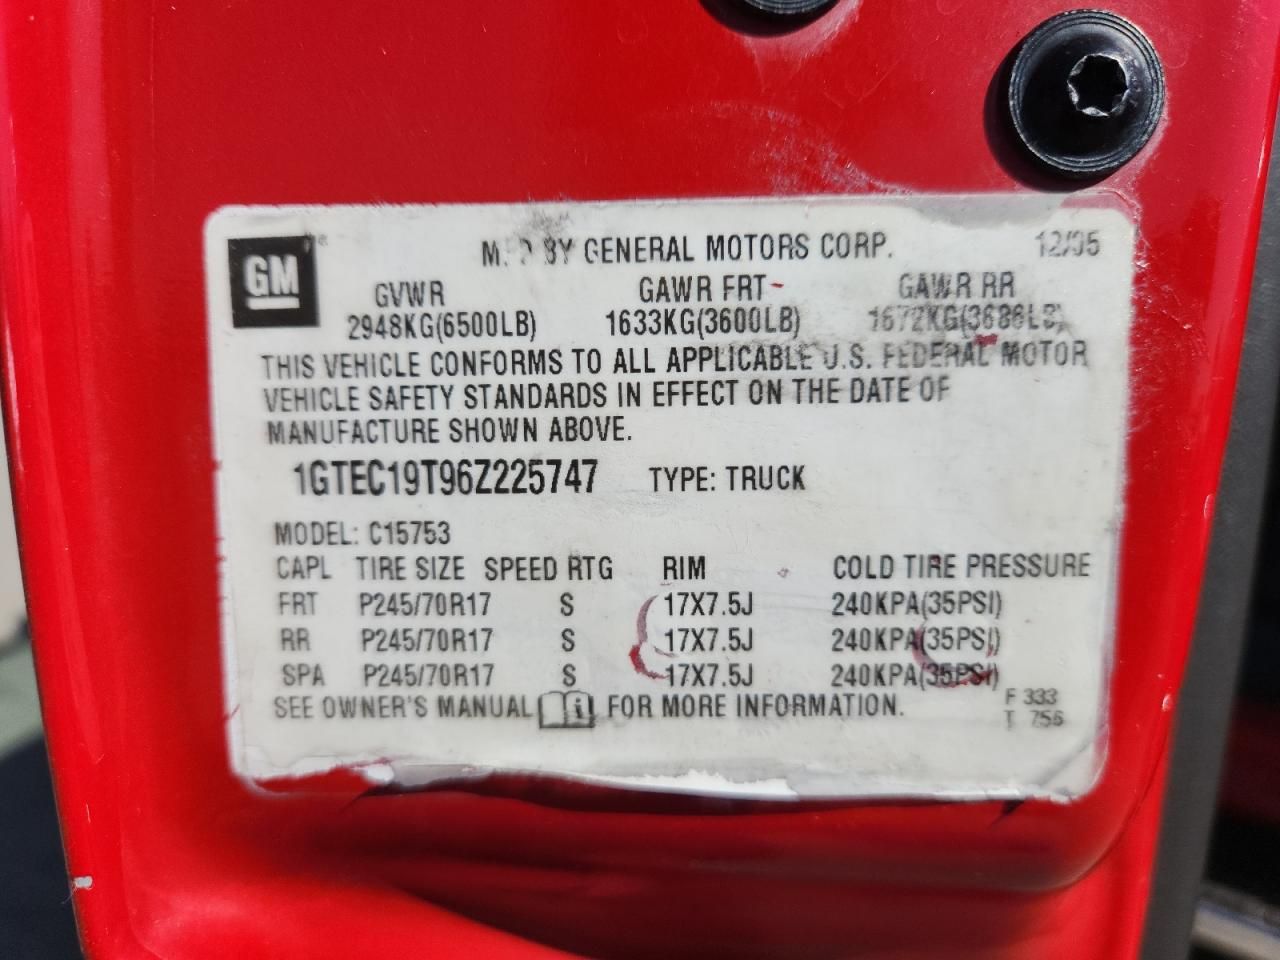 GM
MFD BY GENERAL MOTORS CORP. 12/05
GVWR GAWR FRT GAWR RR
2948KG(6500LB) 1633KG(3600LB) 1672KG(3686LB)
THIS VEHICLE CONFORMS TO ALL APPLICABLE U.S. FEDERAL MOTOR
VEHICLE SAFETY STANDARDS IN EFFECT ON THE DATE OF
MANUFACTURE SHOWN ABOVE.
1GTEC19T96Z225747 TYPE: TRUCK
MODEL: C15753
CAPL TIRE SIZE SPEED RTG RIM COLD TIRE PRESSURE
FRT P245/70R17 S 17X7.5J 240KPA(35PSI)
RR P245/70R17 S 17X7.5J 240KPA(35PSI)
SPA P245/70R17 S 17X7.5J 240KPA(35PSI)
SEE OWNER'S MANUAL i FOR MORE INFORMATION.
F 333
T 756